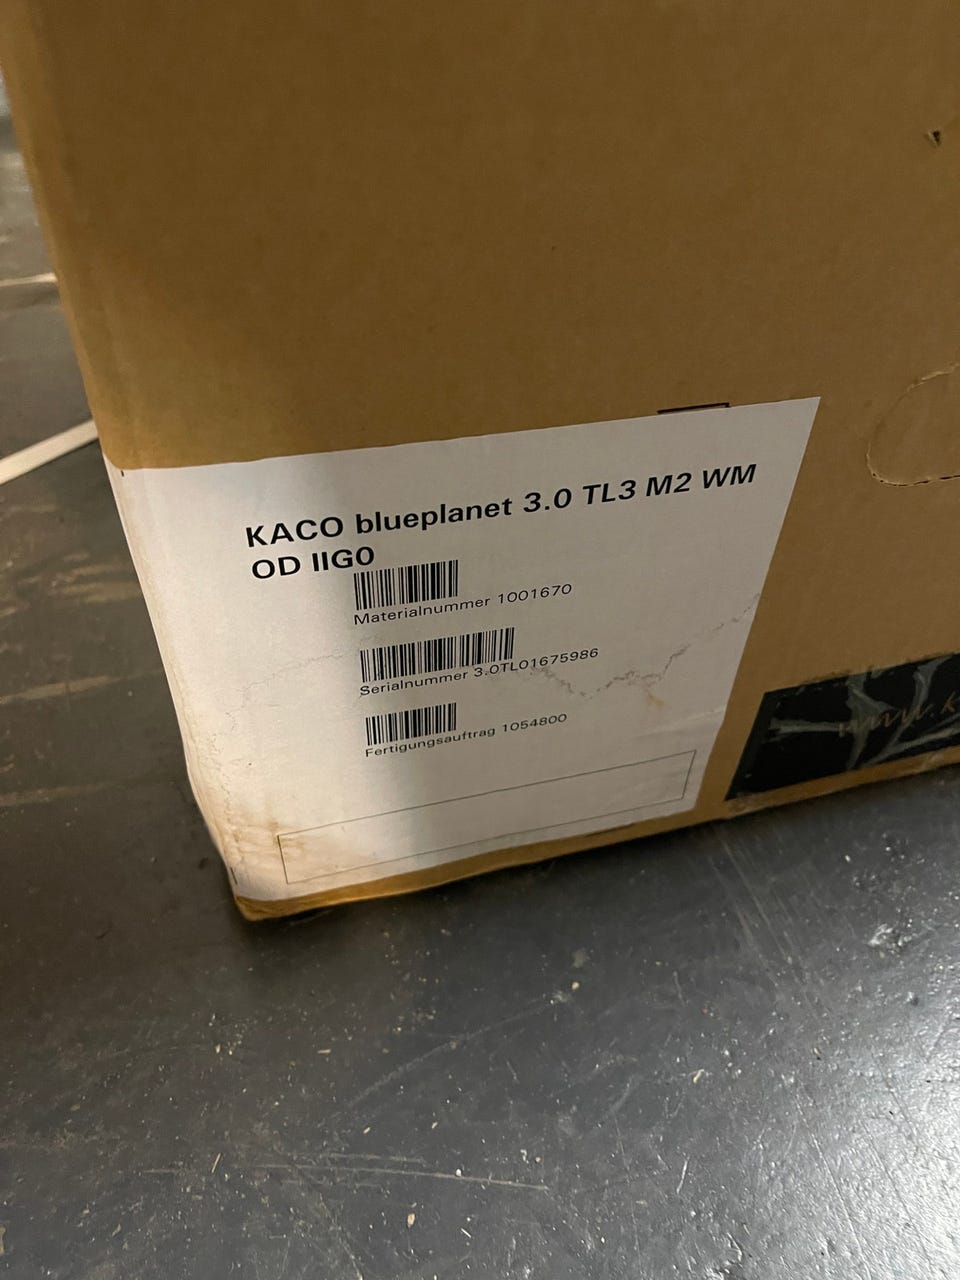 KACO blueplanet 3.0 TL3 M2 WM
OD IIG0
Materialnummer 1001670
Serialnummer 3.0TL01675986
Fertigungsauftrag 1054800